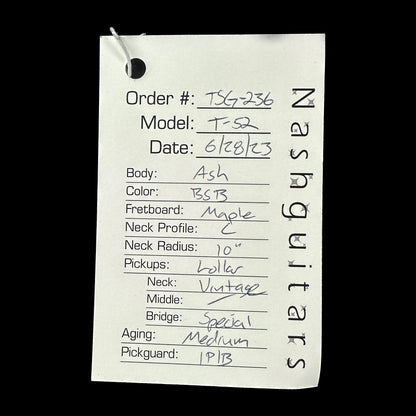 Order #: TSG-236
Model: T-52
Date: 6/28/23
Body: Ash
Color: BSB
Fretboard: Maple
Neck Profile: C
Neck Radius: 10"
Pickups: Lollar
Neck: Vintage
Middle:
Bridge: Special
Aging: Medium
Pickguard: 1P/B
Nashguitars